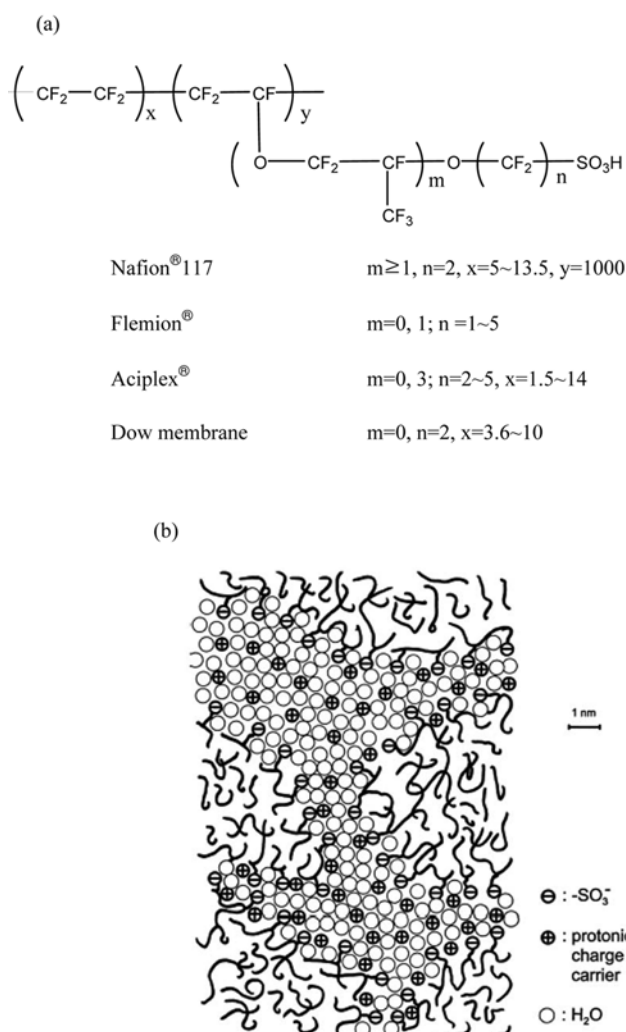 (a)
( CF2 CF2 )x ( CF2 CF )y
( O CF2 CF )m O ( CF2 )n SO3H
CF3
Nafion®117 m≥1, n=2, x=5~13.5, y=1000
Flemion® m=0, 1; n =1~5
Aciplex® m=0, 3; n=2~5, x=1.5~14
Dow membrane m=0, n=2, x=3.6~10
(b)
1 nm
⊖ : -SO3-
⊕ : protonic
charge
carrier
○ : H2O